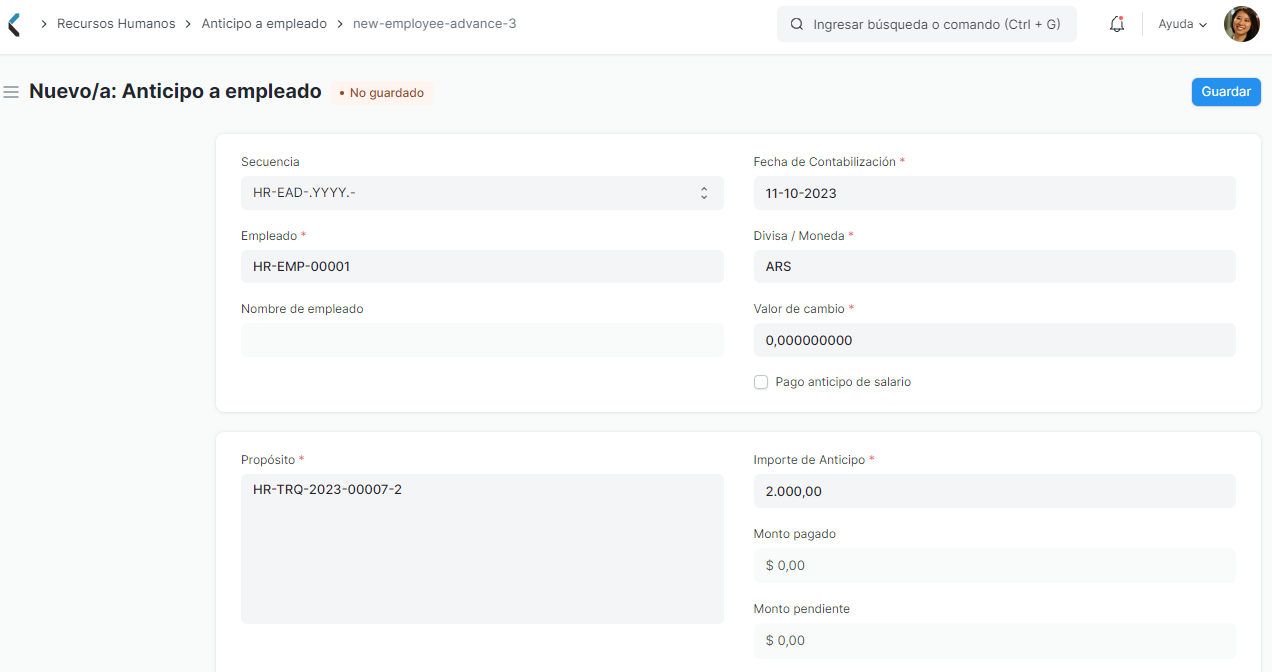 Recursos Humanos > Anticipo a empleado > new-employee-advance-3
Ingresar búsqueda o comando (Ctrl + G)
Ayuda
Nuevo/a: Anticipo a empleado
• No guardado
Guardar
Secuencia
HR-EAD-.YYYY.-
Empleado *
HR-EMP-00001
Nombre de empleado
Fecha de Contabilización *
11-10-2023
Divisa / Moneda *
ARS
Valor de cambio *
0,000000000
Pago anticipo de salario
Propósito *
HR-TRQ-2023-00007-2
Importe de Anticipo *
2.000,00
Monto pagado
$ 0,00
Monto pendiente
$ 0,00